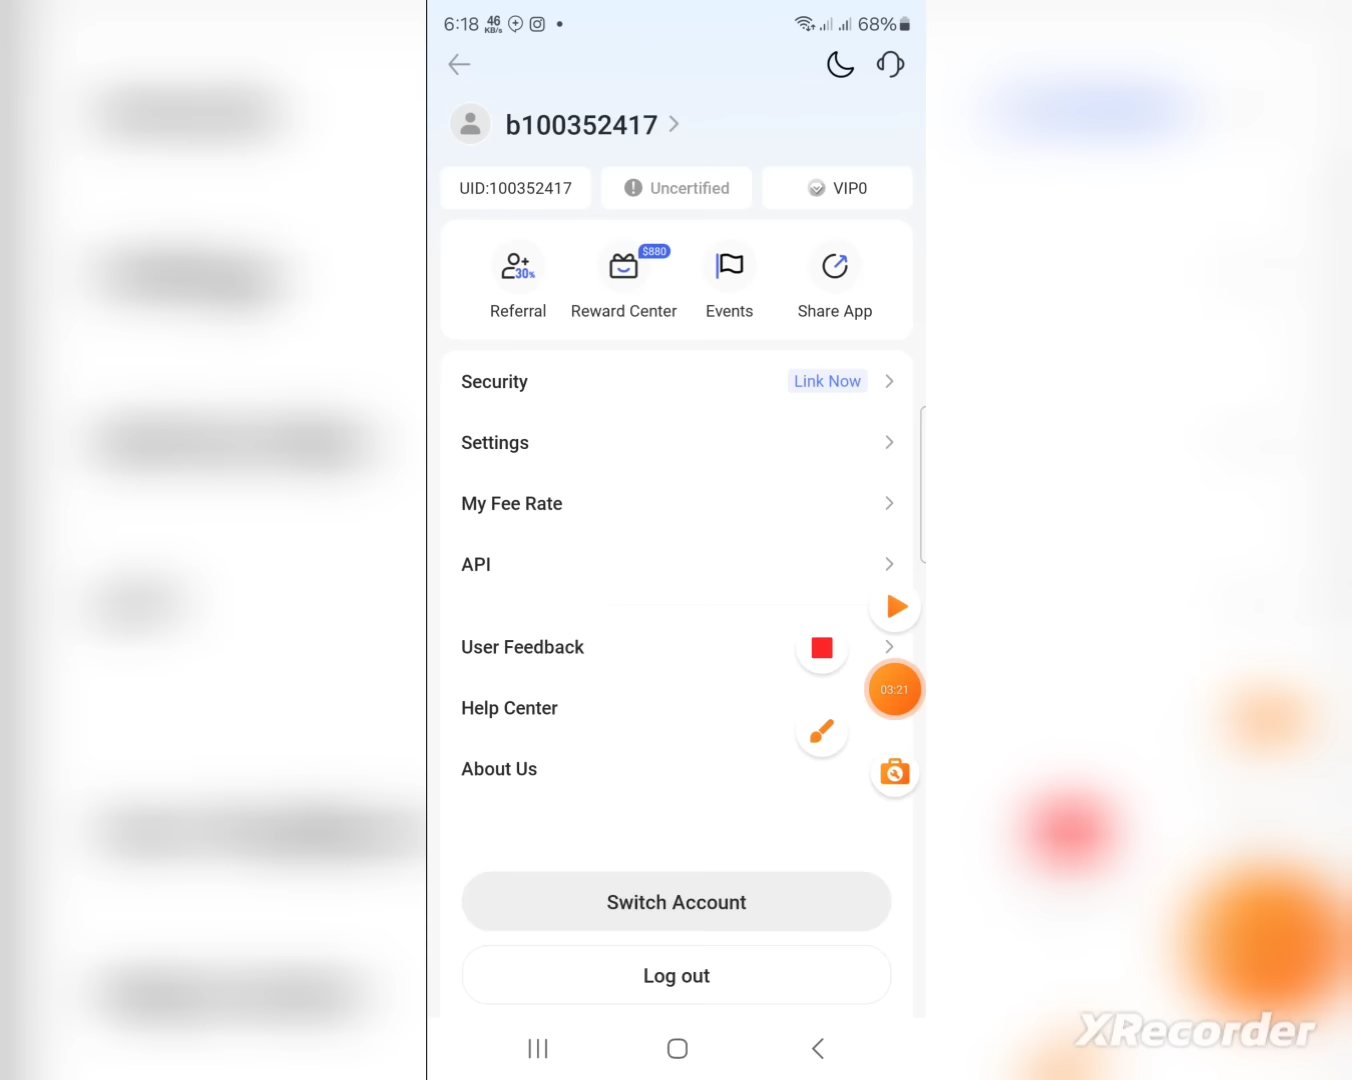 6:18 46 KB/s 68%
b100352417
UID:100352417 Uncertified VIP0
30% $880
Referral Reward Center Events Share App
Security Link Now
Settings
My Fee Rate
API
User Feedback
03:21
Help Center
About Us
Switch Account
Log out
XRecorder